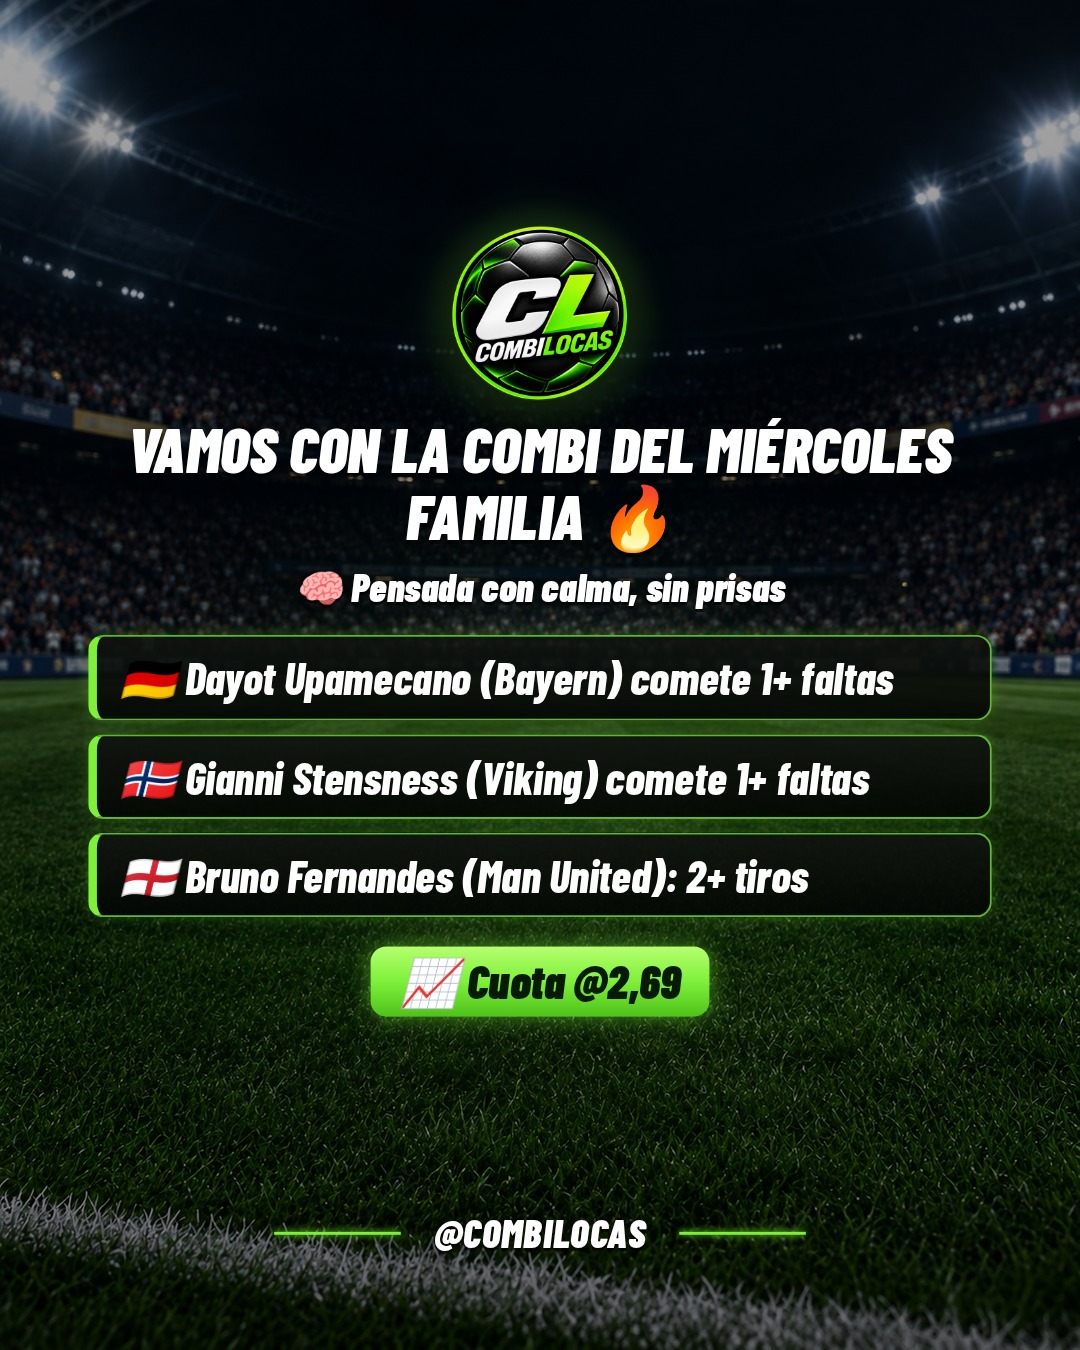 CL
COMBILOCAS
VAMOS CON LA COMBI DEL MIÉRCOLES
FAMILIA 🔥
🧠 Pensada con calma, sin prisas
🇩🇪 Dayot Upamecano (Bayern) comete 1+ faltas
🇳🇴 Gianni Stensness (Viking) comete 1+ faltas
🏴󠁧󠁢󠁥󠁮󠁧󠁿 Bruno Fernandes (Man United): 2+ tiros
📈 Cuota @2,69
@COMBILOCAS